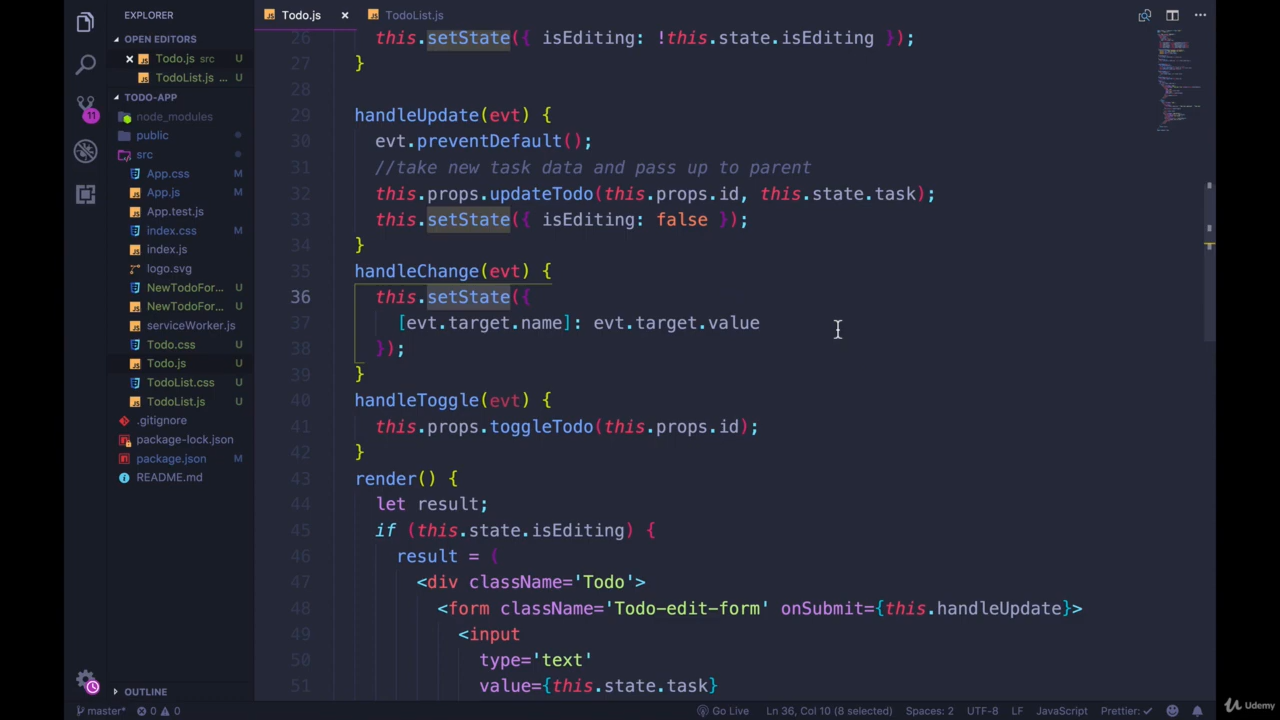 EXPLORER
OPEN EDITORS
Todo.js src U
TodoList.js ... U
TODO-APP
node_modules
public
src
App.css M
App.js M
App.test.js
index.css M
index.js
logo.svg
NewTodoFor... U
NewTodoFor... U
serviceWorker.js
Todo.css U
Todo.js U
TodoList.css U
TodoList.js U
.gitignore
package-lock.json
package.json M
README.md
OUTLINE
11
Todo.js
TodoList.js
26 this.setState({ isEditing: !this.state.isEditing });
27 }
28
29 handleUpdate(evt) {
30 evt.preventDefault();
31 //take new task data and pass up to parent
32 this.props.updateTodo(this.props.id, this.state.task);
33 this.setState({ isEditing: false });
34 }
35 handleChange(evt) {
36 this.setState({
37 [evt.target.name]: evt.target.value
38 });
39 }
40 handleToggle(evt) {
41 this.props.toggleTodo(this.props.id);
42 }
43 render() {
44 let result;
45 if (this.state.isEditing) {
46 result = (
47 <div className='Todo'>
48 <form className='Todo-edit-form' onSubmit={this.handleUpdate}>
49 <input
50 type='text'
51 value={this.state.task}
master* 0 0
Go Live Ln 36, Col 10 (8 selected) Spaces: 2 UTF-8 LF JavaScript Prettier: ✓
Udemy